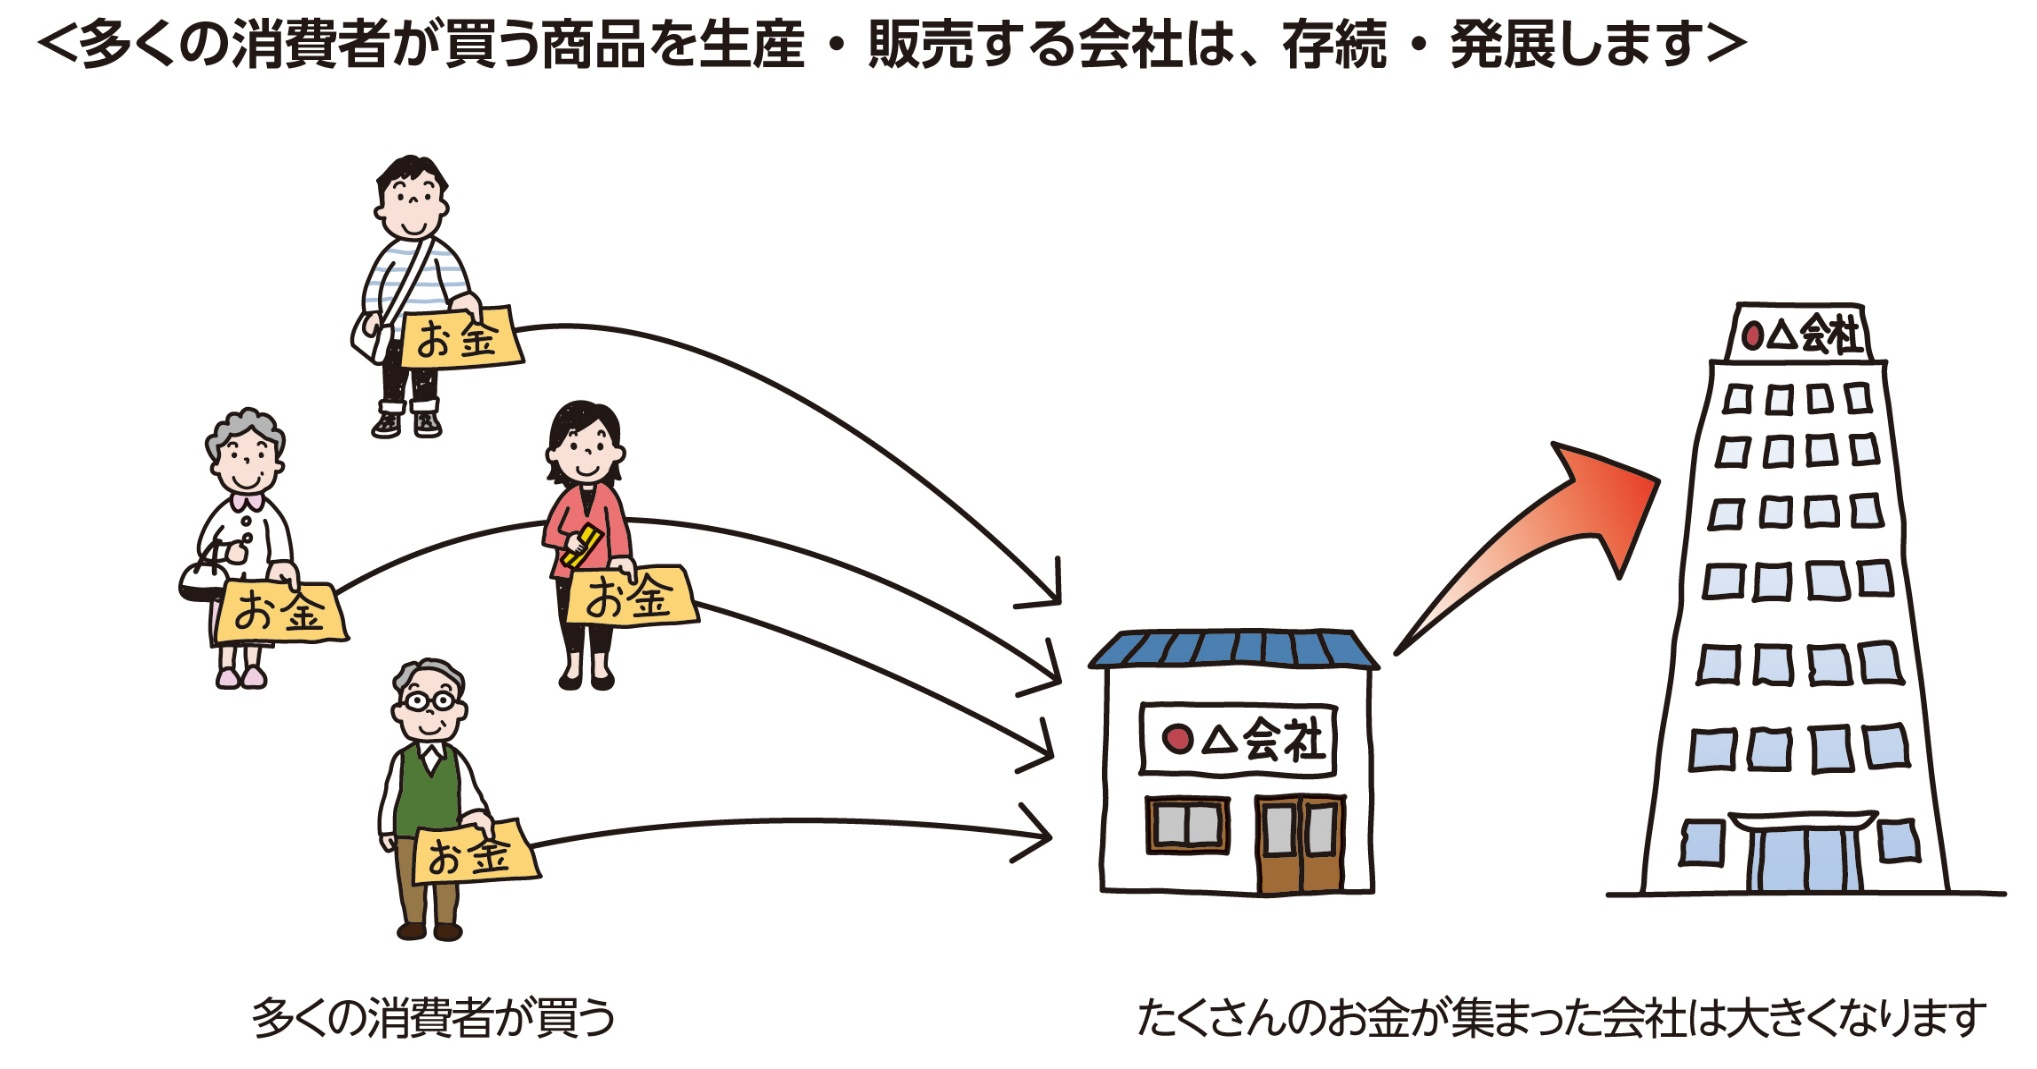 <多くの消費者が買う商品を生産・販売する会社は、存続・発展します>
お金
お金
お金
お金
●△会社
●△会社
多くの消費者が買う
たくさんのお金が集まった会社は大きくなります